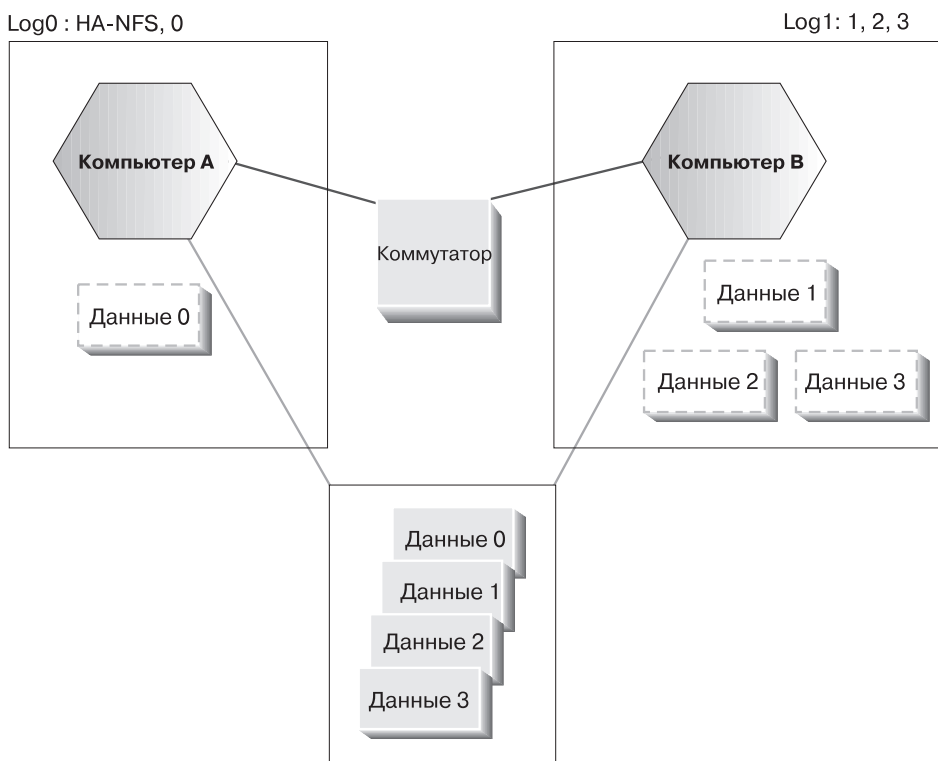 Log0 : HA-NFS, 0
Log1: 1, 2, 3
Компьютер A
Компьютер B
Коммутатор
Данные 0
Данные 1
Данные 2
Данные 3
Данные 0
Данные 1
Данные 2
Данные 3